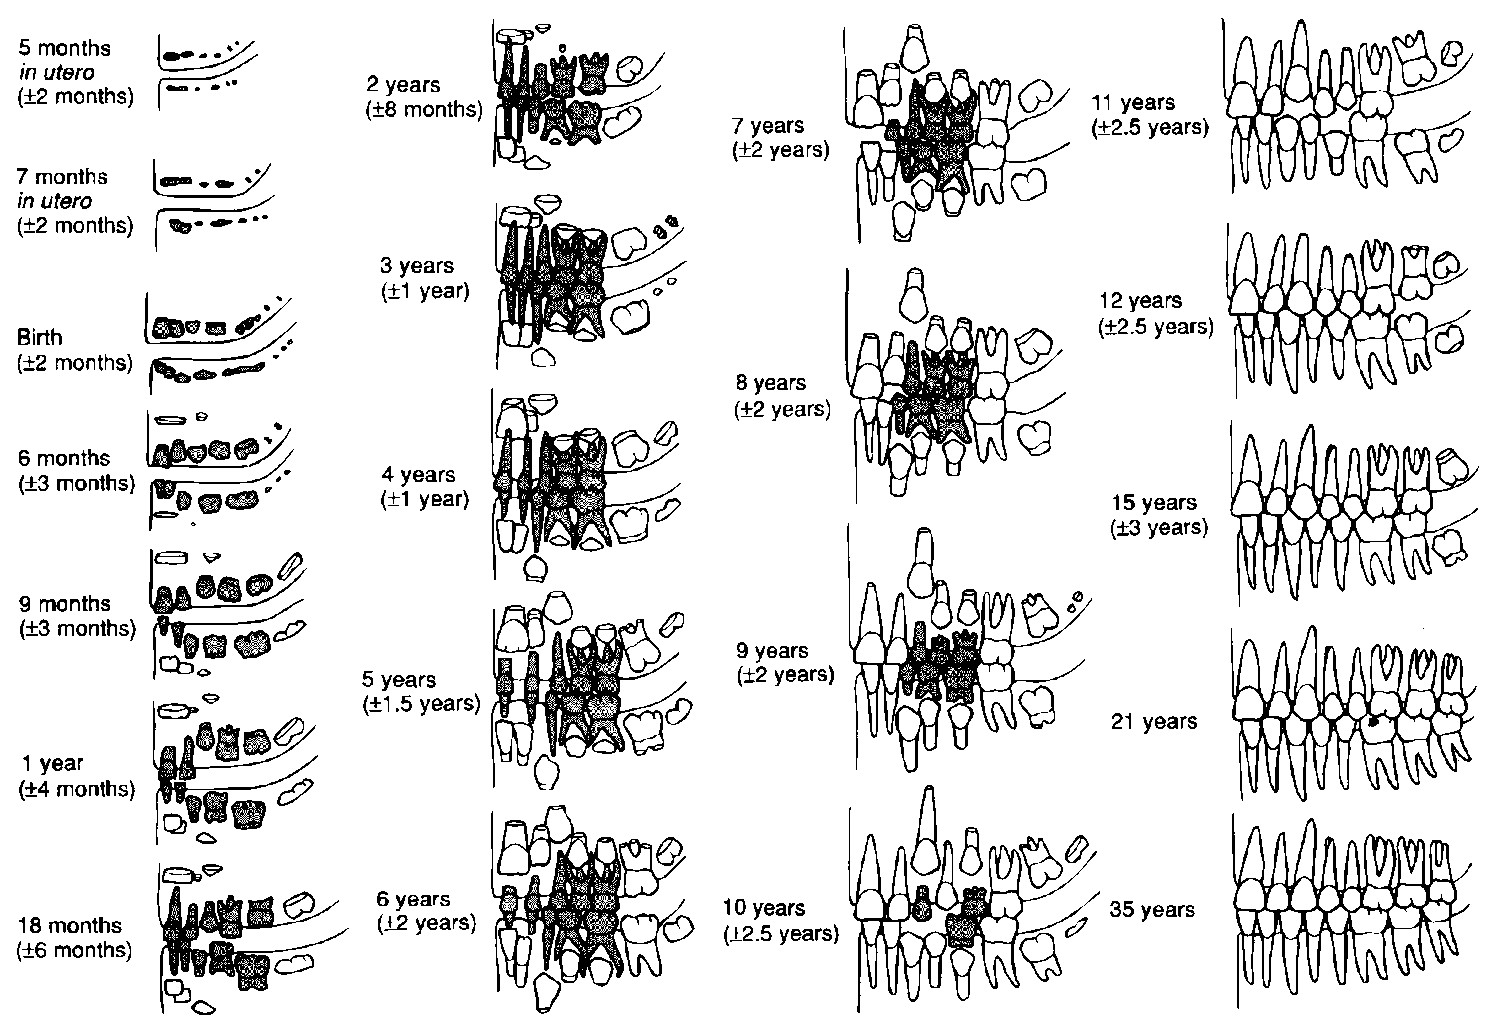 5 months
in utero
(±2 months)
7 months
in utero
(±2 months)
Birth
(±2 months)
6 months
(±3 months)
9 months
(±3 months)
1 year
(±4 months)
18 months
(±6 months)
2 years
(±8 months)
3 years
(±1 year)
4 years
(±1 year)
5 years
(±1.5 years)
6 years
(±2 years)
7 years
(±2 years)
8 years
(±2 years)
9 years
(±2 years)
10 years
(±2.5 years)
11 years
(±2.5 years)
12 years
(±2.5 years)
15 years
(±3 years)
21 years
35 years